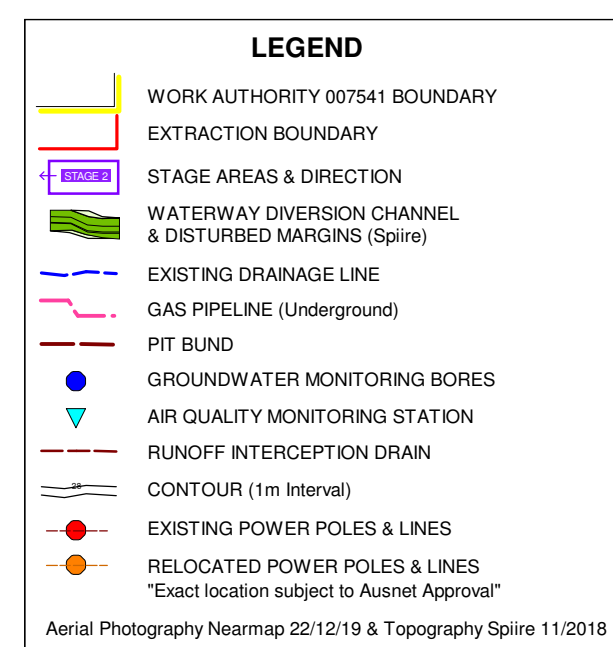 LEGEND
WORK AUTHORITY 007541 BOUNDARY
EXTRACTION BOUNDARY
STAGE 2
STAGE AREAS & DIRECTION
WATERWAY DIVERSION CHANNEL
& DISTURBED MARGINS (Spiire)
EXISTING DRAINAGE LINE
GAS PIPELINE (Underground)
PIT BUND
GROUNDWATER MONITORING BORES
AIR QUALITY MONITORING STATION
RUNOFF INTERCEPTION DRAIN
28
CONTOUR (1m Interval)
EXISTING POWER POLES & LINES
RELOCATED POWER POLES & LINES
"Exact location subject to Ausnet Approval"
Aerial Photography Nearmap 22/12/19 & Topography Spiire 11/2018